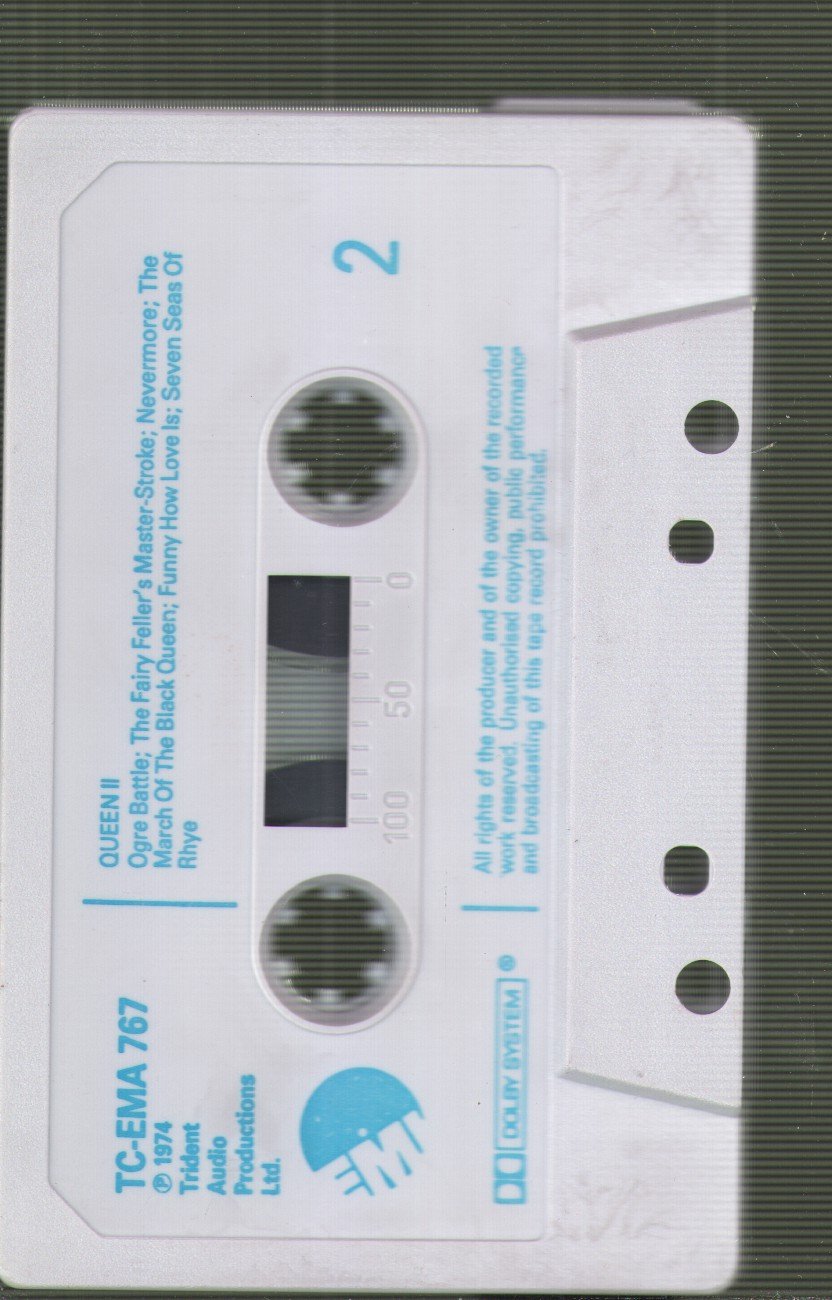 QUEEN II
Ogre Battle; The Fairy Feller's Master-Stroke; Nevermore; The
March Of The Black Queen; Funny How Love Is; Seven Seas Of
Rhye
2
TC-EMA 767
℗ 1974
Trident
Audio
Productions
Ltd.
EMI
100 50 0
DOLBY SYSTEM ®
All rights of the producer and of the owner of the recorded
work reserved. Unauthorised copying, public performance
and broadcasting of this tape record prohibited.